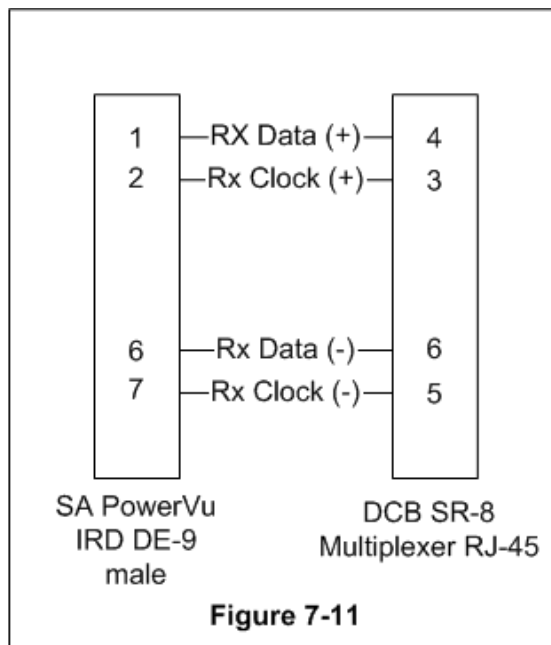 1 RX Data (+) 4
2 Rx Clock (+) 3
6 Rx Data (-) 6
7 Rx Clock (-) 5
SA PowerVu
IRD DE-9
male
DCB SR-8
Multiplexer RJ-45
Figure 7-11